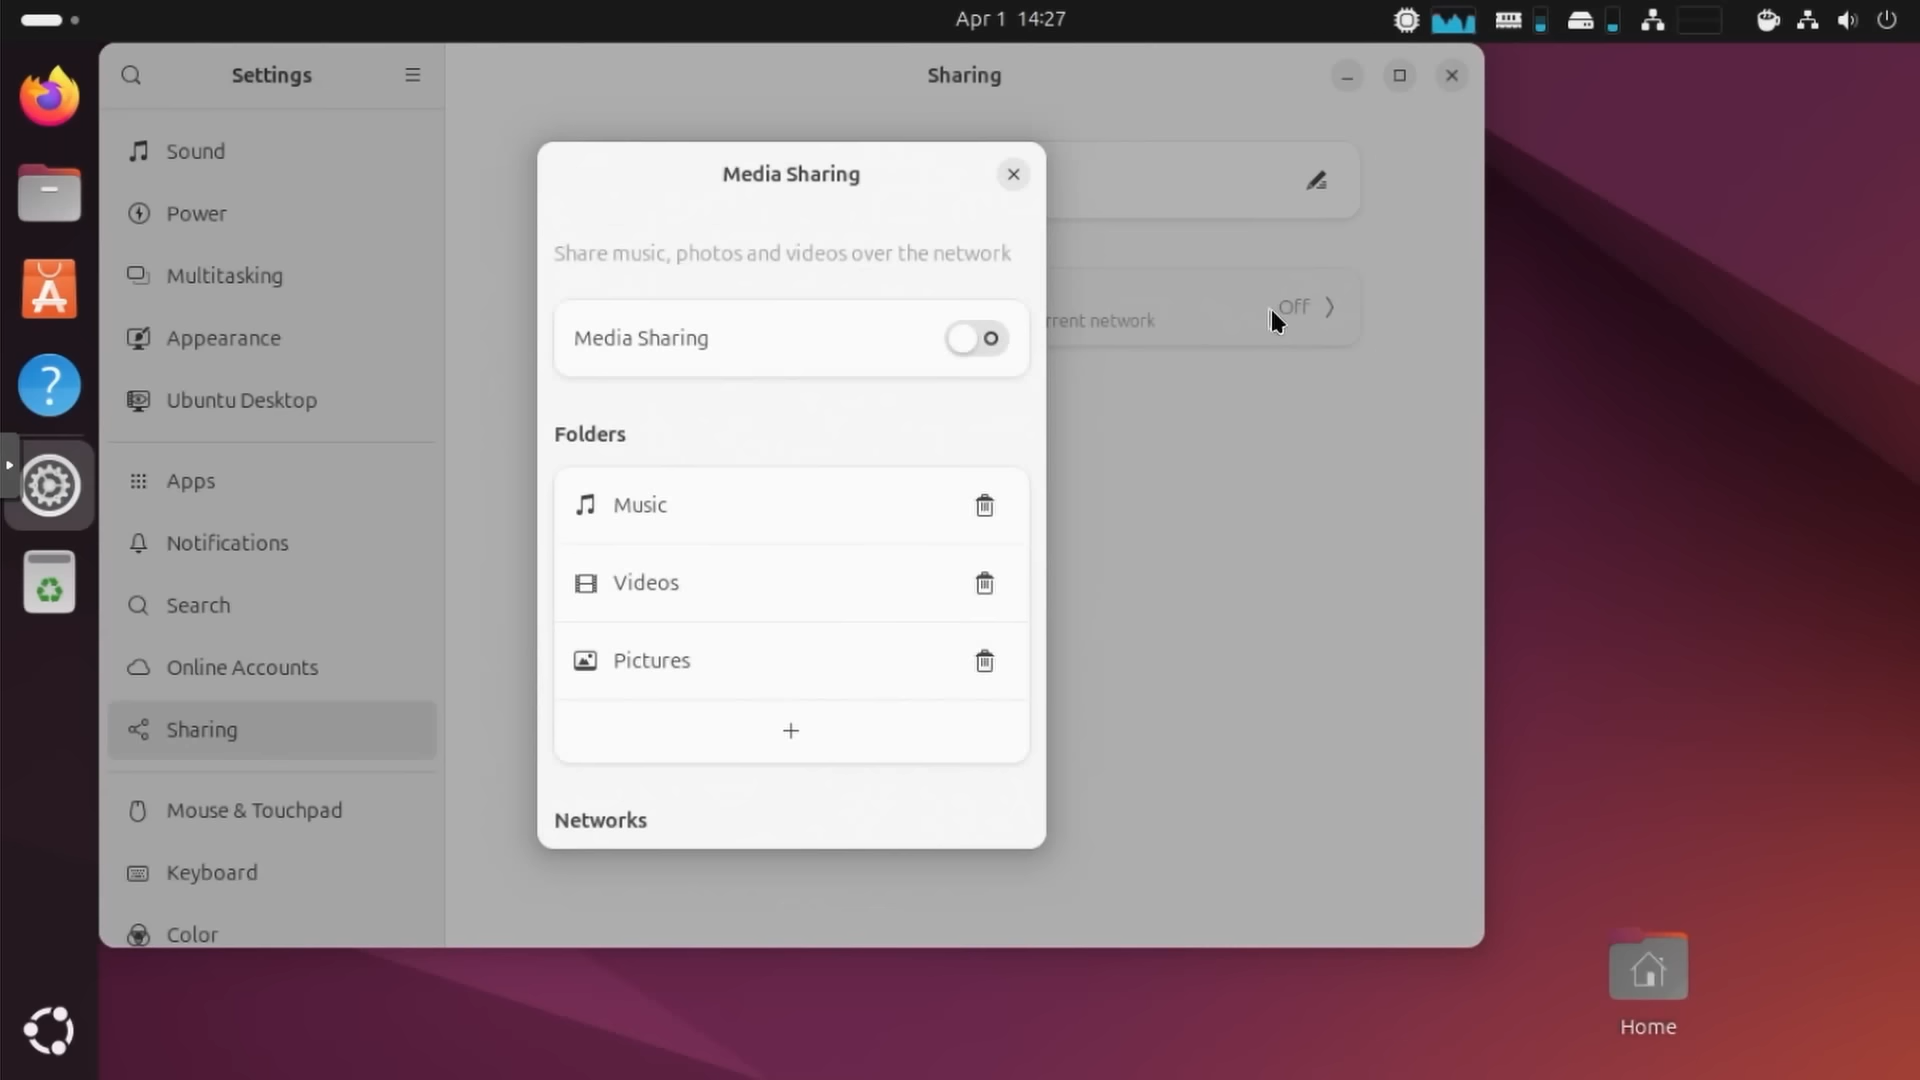 Apr 1 14:27
Settings
Sharing
Sound
Power
Multitasking
Appearance
Ubuntu Desktop
Apps
Notifications
Search
Online Accounts
Sharing
Mouse & Touchpad
Keyboard
Color
Media Sharing
Share music, photos and videos over the network
Media Sharing
Folders
Music
Videos
Pictures
Networks
network
Off
Home